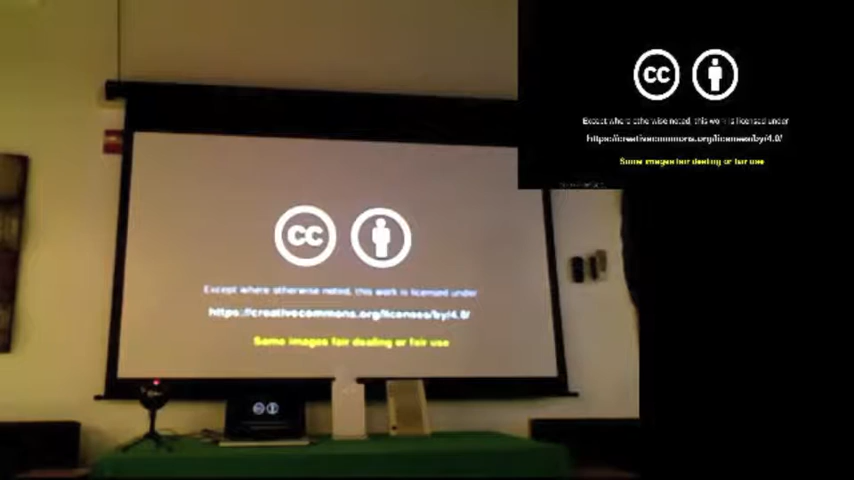 cc
Except where otherwise noted, this work is licensed under
https://creativecommons.org/licenses/by/4.0/
Some images fair dealing or fair use
cc
Except where otherwise noted, this work is licensed under
https://creativecommons.org/licenses/by/4.0/
Some images fair dealing or fair use
cc